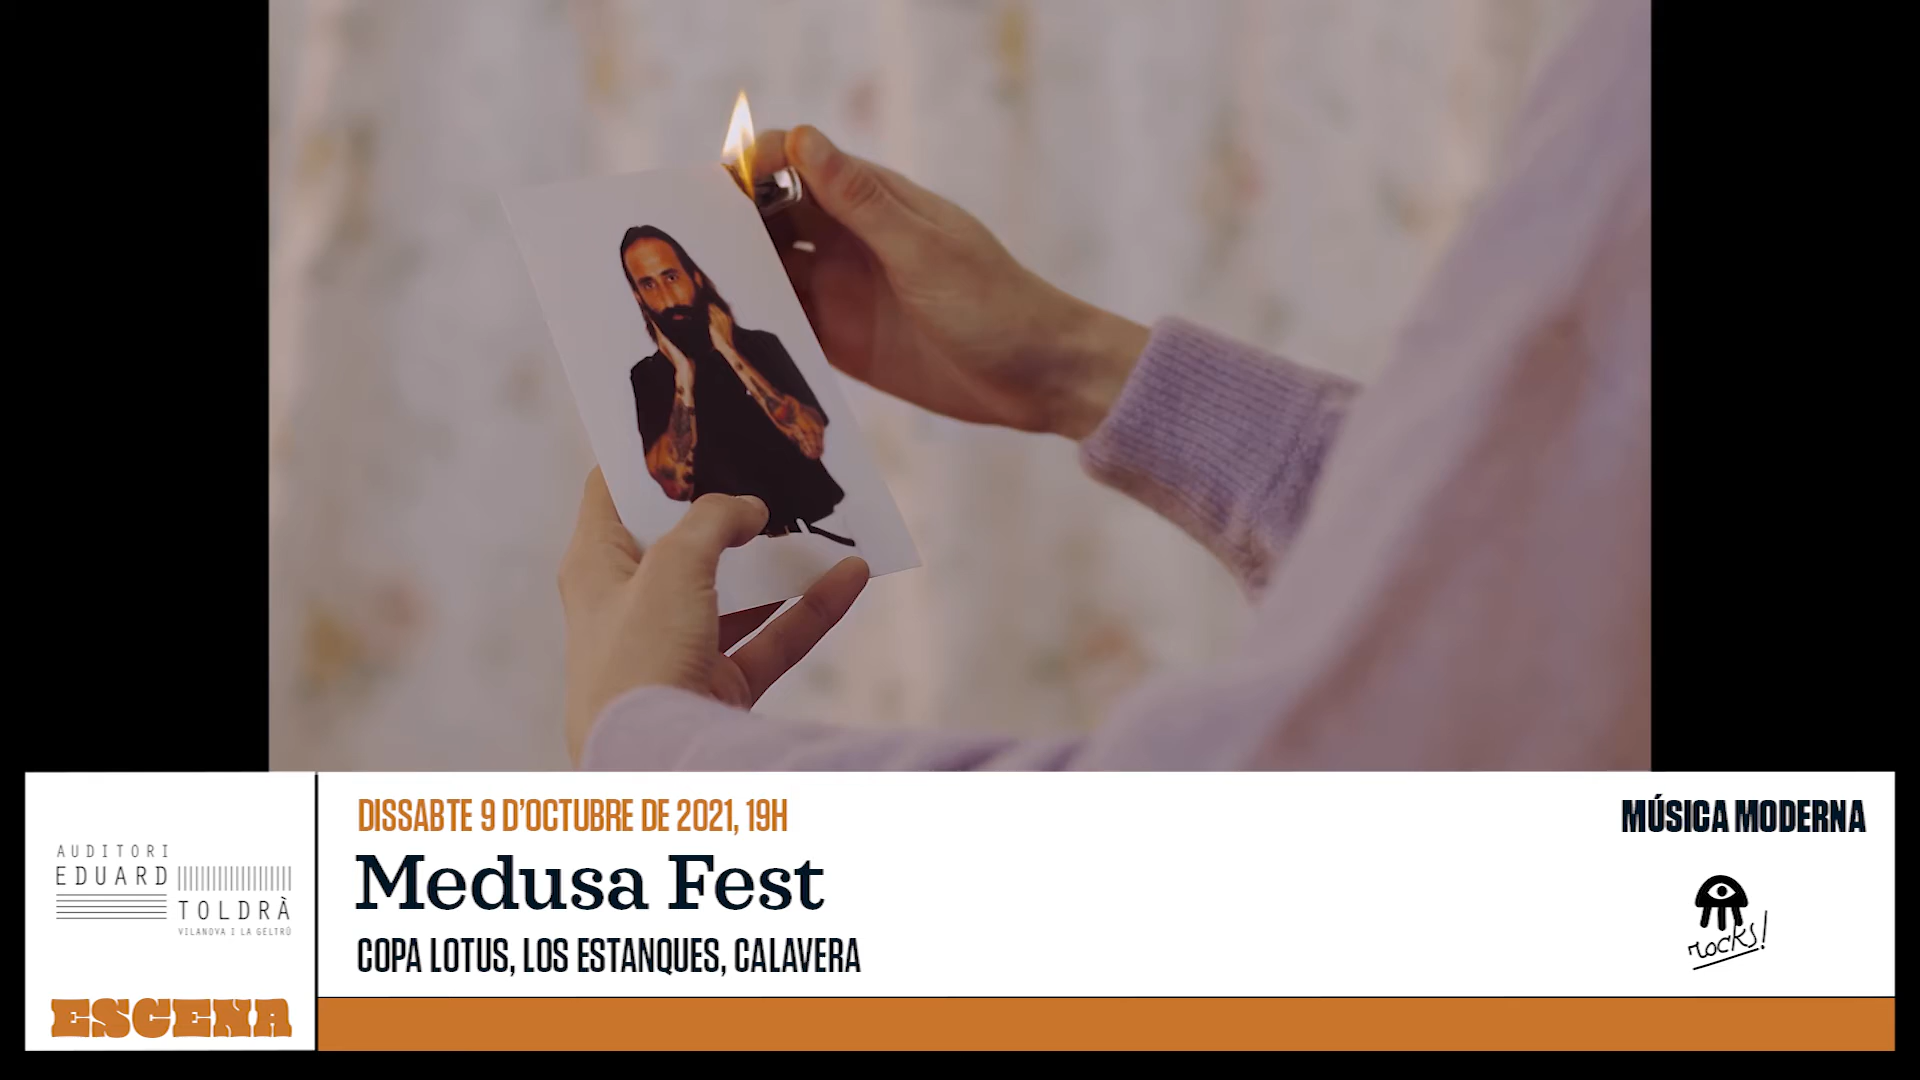 DISSABTE 9 D'OCTUBRE DE 2021, 19H
Medusa Fest
COPA LOTUS, LOS ESTANQUES, CALAVERA
MÚSICA MODERNA
rocks!
AUDITORI
EDUARD
TOLDRÀ
VILANOVA I LA GELTRÚ
ESCENA